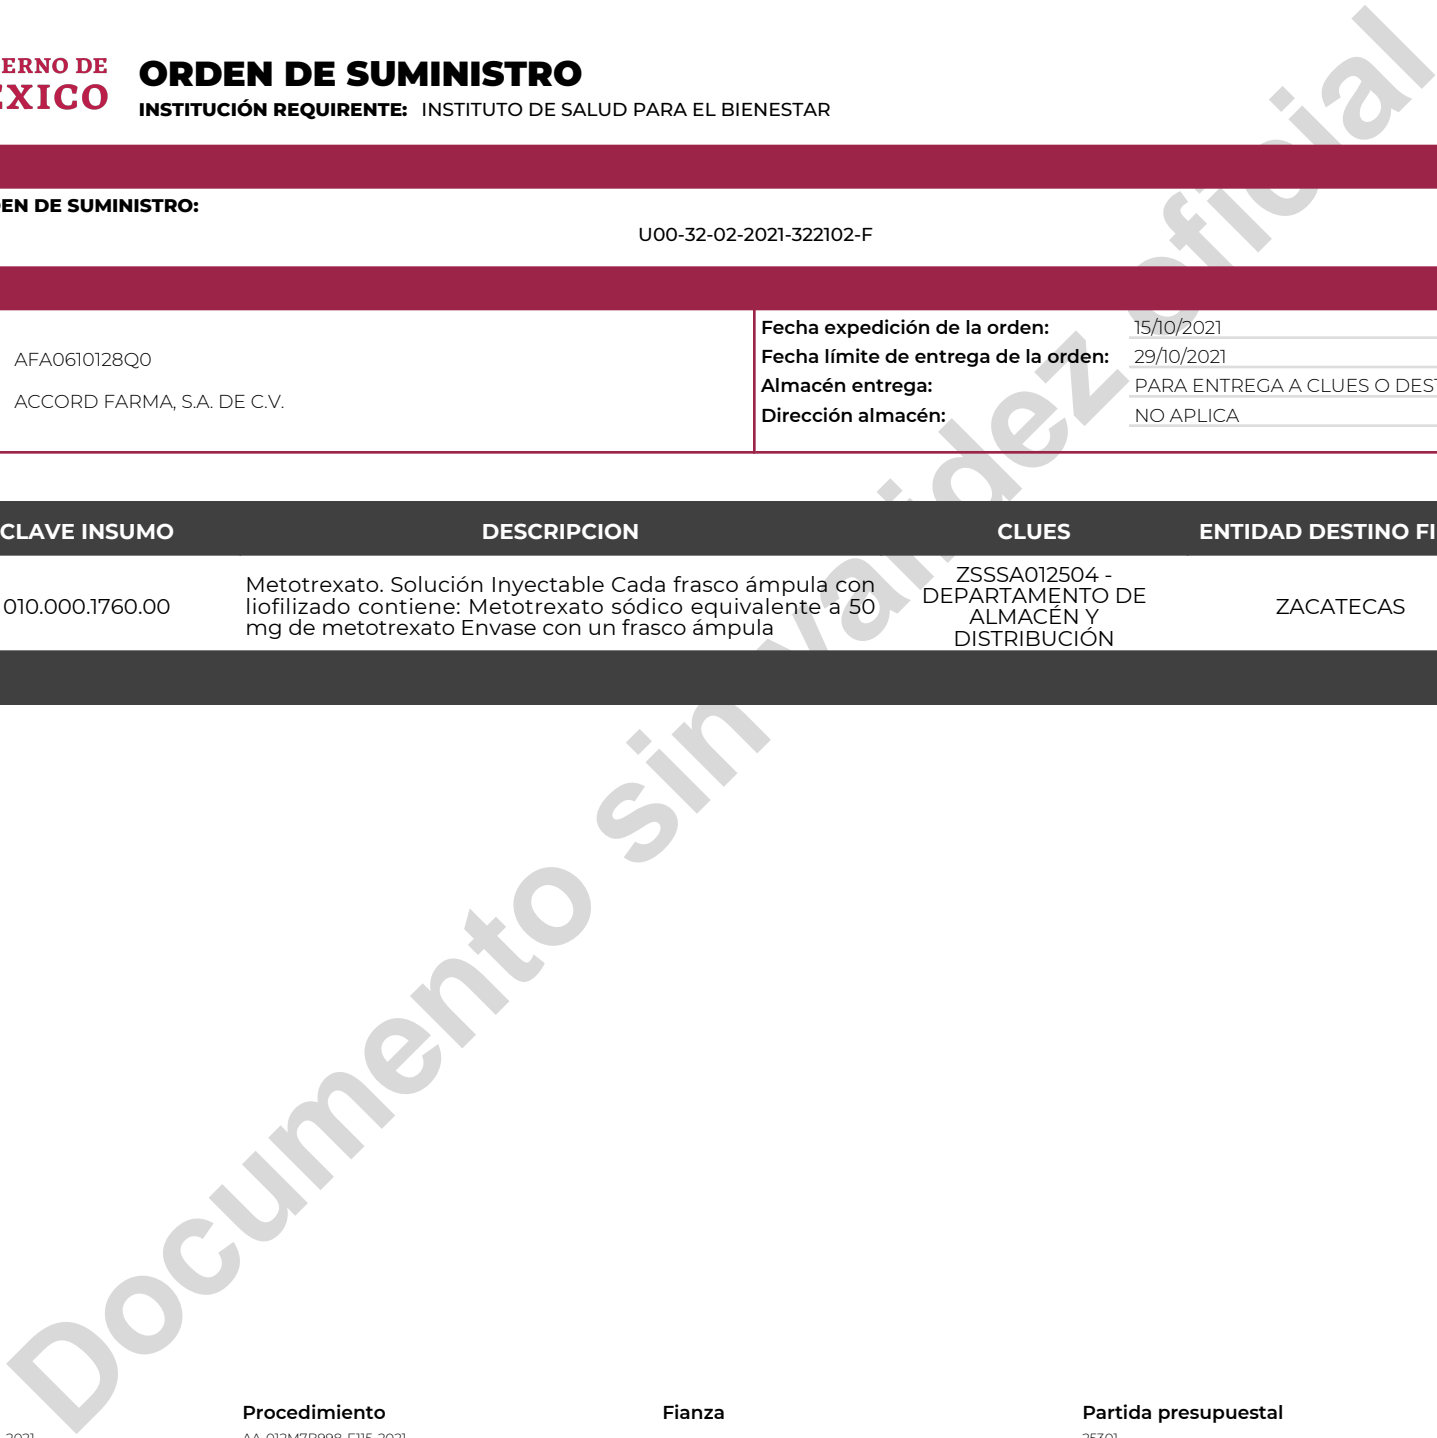 ERNO DE
ÉXICO
ORDEN DE SUMINISTRO
INSTITUCIÓN REQUIRENTE: INSTITUTO DE SALUD PARA EL BIENESTAR
EN DE SUMINISTRO:
U00-32-02-2021-322102-F
AFA0610128Q0
ACCORD FARMA, S.A. DE C.V.
Fecha expedición de la orden: 15/10/2021
Fecha límite de entrega de la orden: 29/10/2021
Almacén entrega: PARA ENTREGA A CLUES O DEST
Dirección almacén: NO APLICA
CLAVE INSUMO DESCRIPCION CLUES ENTIDAD DESTINO FI
010.000.1760.00
Metotrexato. Solución Inyectable Cada frasco ámpula con
liofilizado contiene: Metotrexato sódico equivalente a 50
mg de metotrexato Envase con un frasco ámpula
ZSSSA012504 -
DEPARTAMENTO DE
ALMACÉN Y
DISTRIBUCIÓN
ZACATECAS
Documento sin validez oficial
Procedimiento Fianza Partida presupuestal